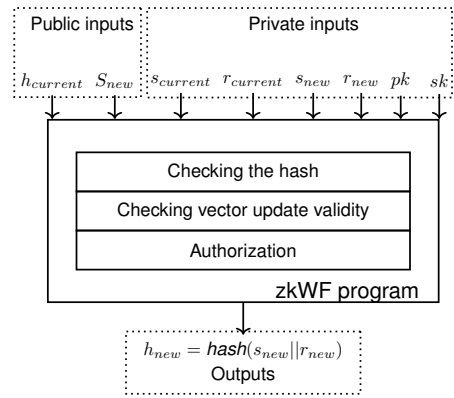 Public inputs
Private inputs
h_current S_new s_current r_current s_new r_new pk sk
Checking the hash
Checking vector update validity
Authorization
zkWF program
h_new = hash(s_new||r_new)
Outputs